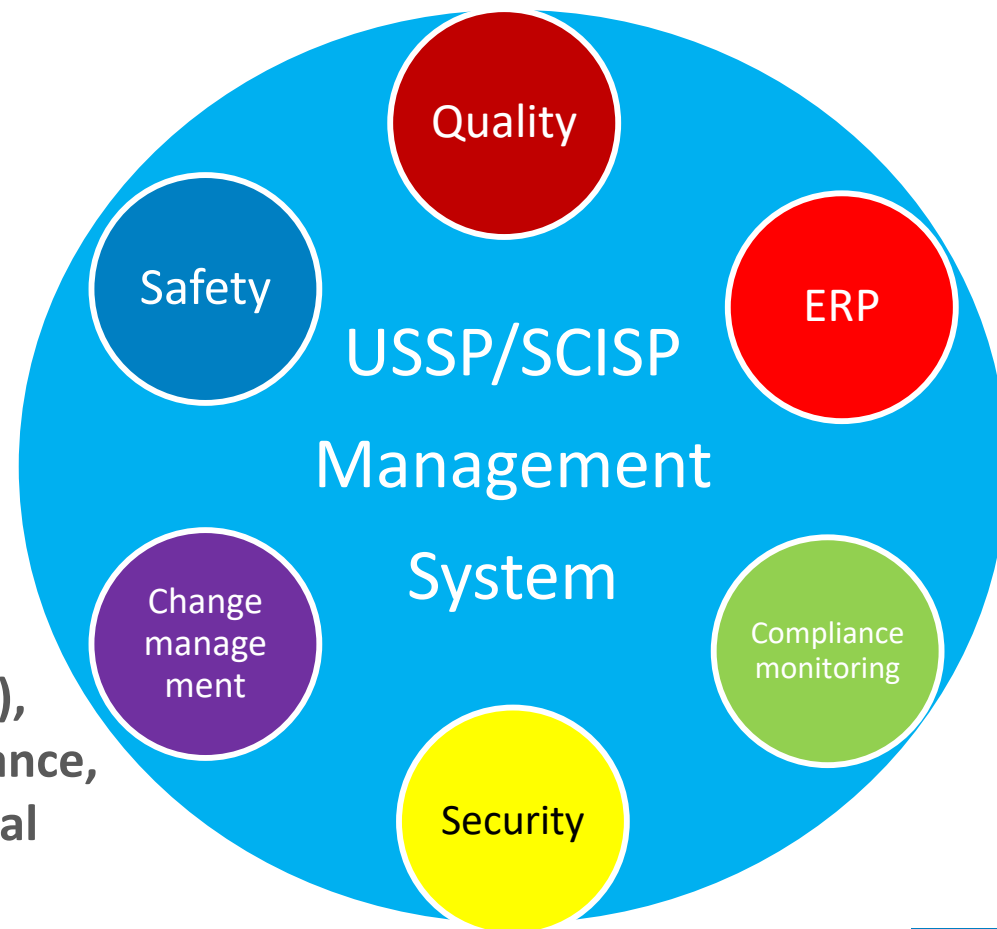 Quality
Safety
ERP
USSP/SCISP
Management
System
Change
manage
ment
Compliance
monitoring
),
ance,
al
Security